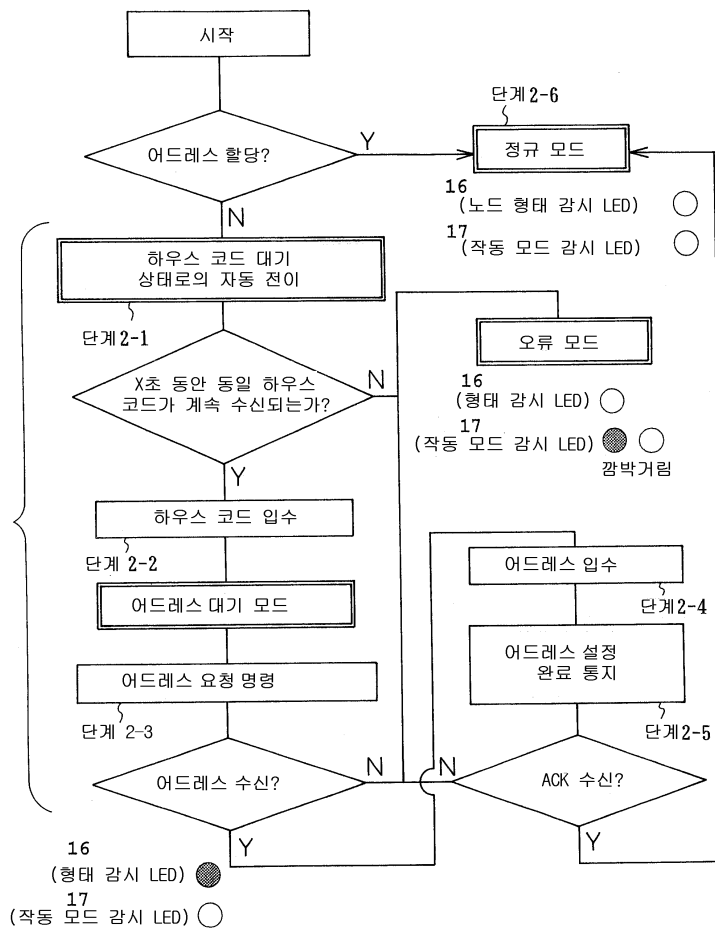 시작
단계2-6
어드레스 할당?
Y
정규 모드
16
(노드 형태 감시 LED)
17
(작동 모드 감시 LED)
N
하우스 코드 대기
상태로의 자동 전이
단계2-1
오류 모드
X초 동안 동일 하우스
코드가 계속 수신되는가?
N
16
(형태 감시 LED)
17
(작동 모드 감시 LED)
깜박거림
Y
하우스 코드 입수
단계 2-2
어드레스 대기 모드
어드레스 요청 명령
단계 2-3
어드레스 입수
단계2-4
어드레스 설정
완료 통지
단계2-5
어드레스 수신?
N
N
ACK 수신?
Y
Y
16
(형태 감시 LED)
17
(작동 모드 감시 LED)